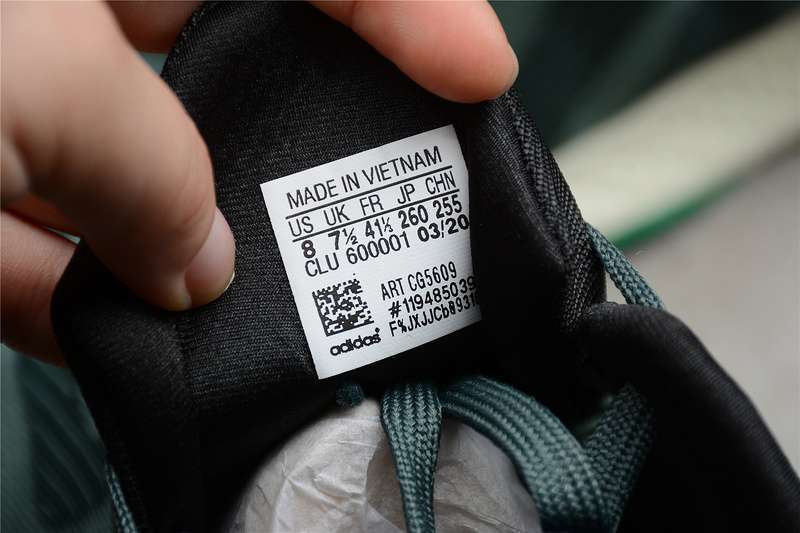 MADE IN VIETNAM
US UK FR JP CHN
8 7½ 41⅓ 260 255
CLU 600001 03/20
ART CG5609
#119485039
F%JXJJCb8931
adidas